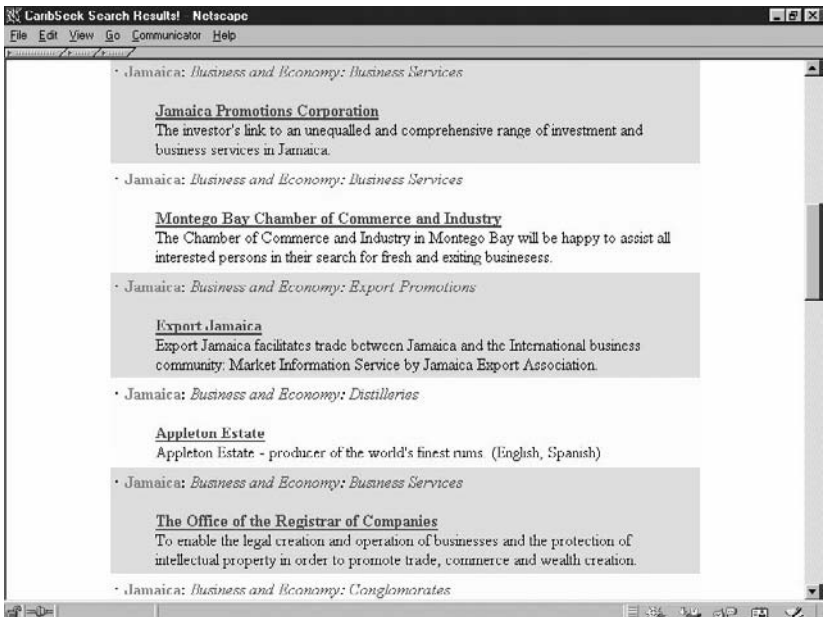 CaribSeek Search Results! - Netscape
File Edit View Go Communicator Help
· Jamaica: Business and Economy: Business Services
Jamaica Promotions Corporation
The investor's link to an unequalled and comprehensive range of investment and
business services in Jamaica.
· Jamaica: Business and Economy: Business Services
Montego Bay Chamber of Commerce and Industry
The Chamber of Commerce and Industry in Montego Bay will be happy to assist all
interested persons in their search for fresh and exiting businesess.
· Jamaica: Business and Economy: Export Promotions
Export Jamaica
Export Jamaica facilitates trade between Jamaica and the International business
community: Market Information Service by Jamaica Export Association.
· Jamaica: Business and Economy: Distilleries
Appleton Estate
Appleton Estate - producer of the world's finest rums. (English, Spanish)
· Jamaica: Business and Economy: Business Services
The Office of the Registrar of Companies
To enable the legal creation and operation of businesses and the protection of
intellectual property in order to promote trade, commerce and wealth creation.
· Jamaica: Business and Economy: Conglomorates